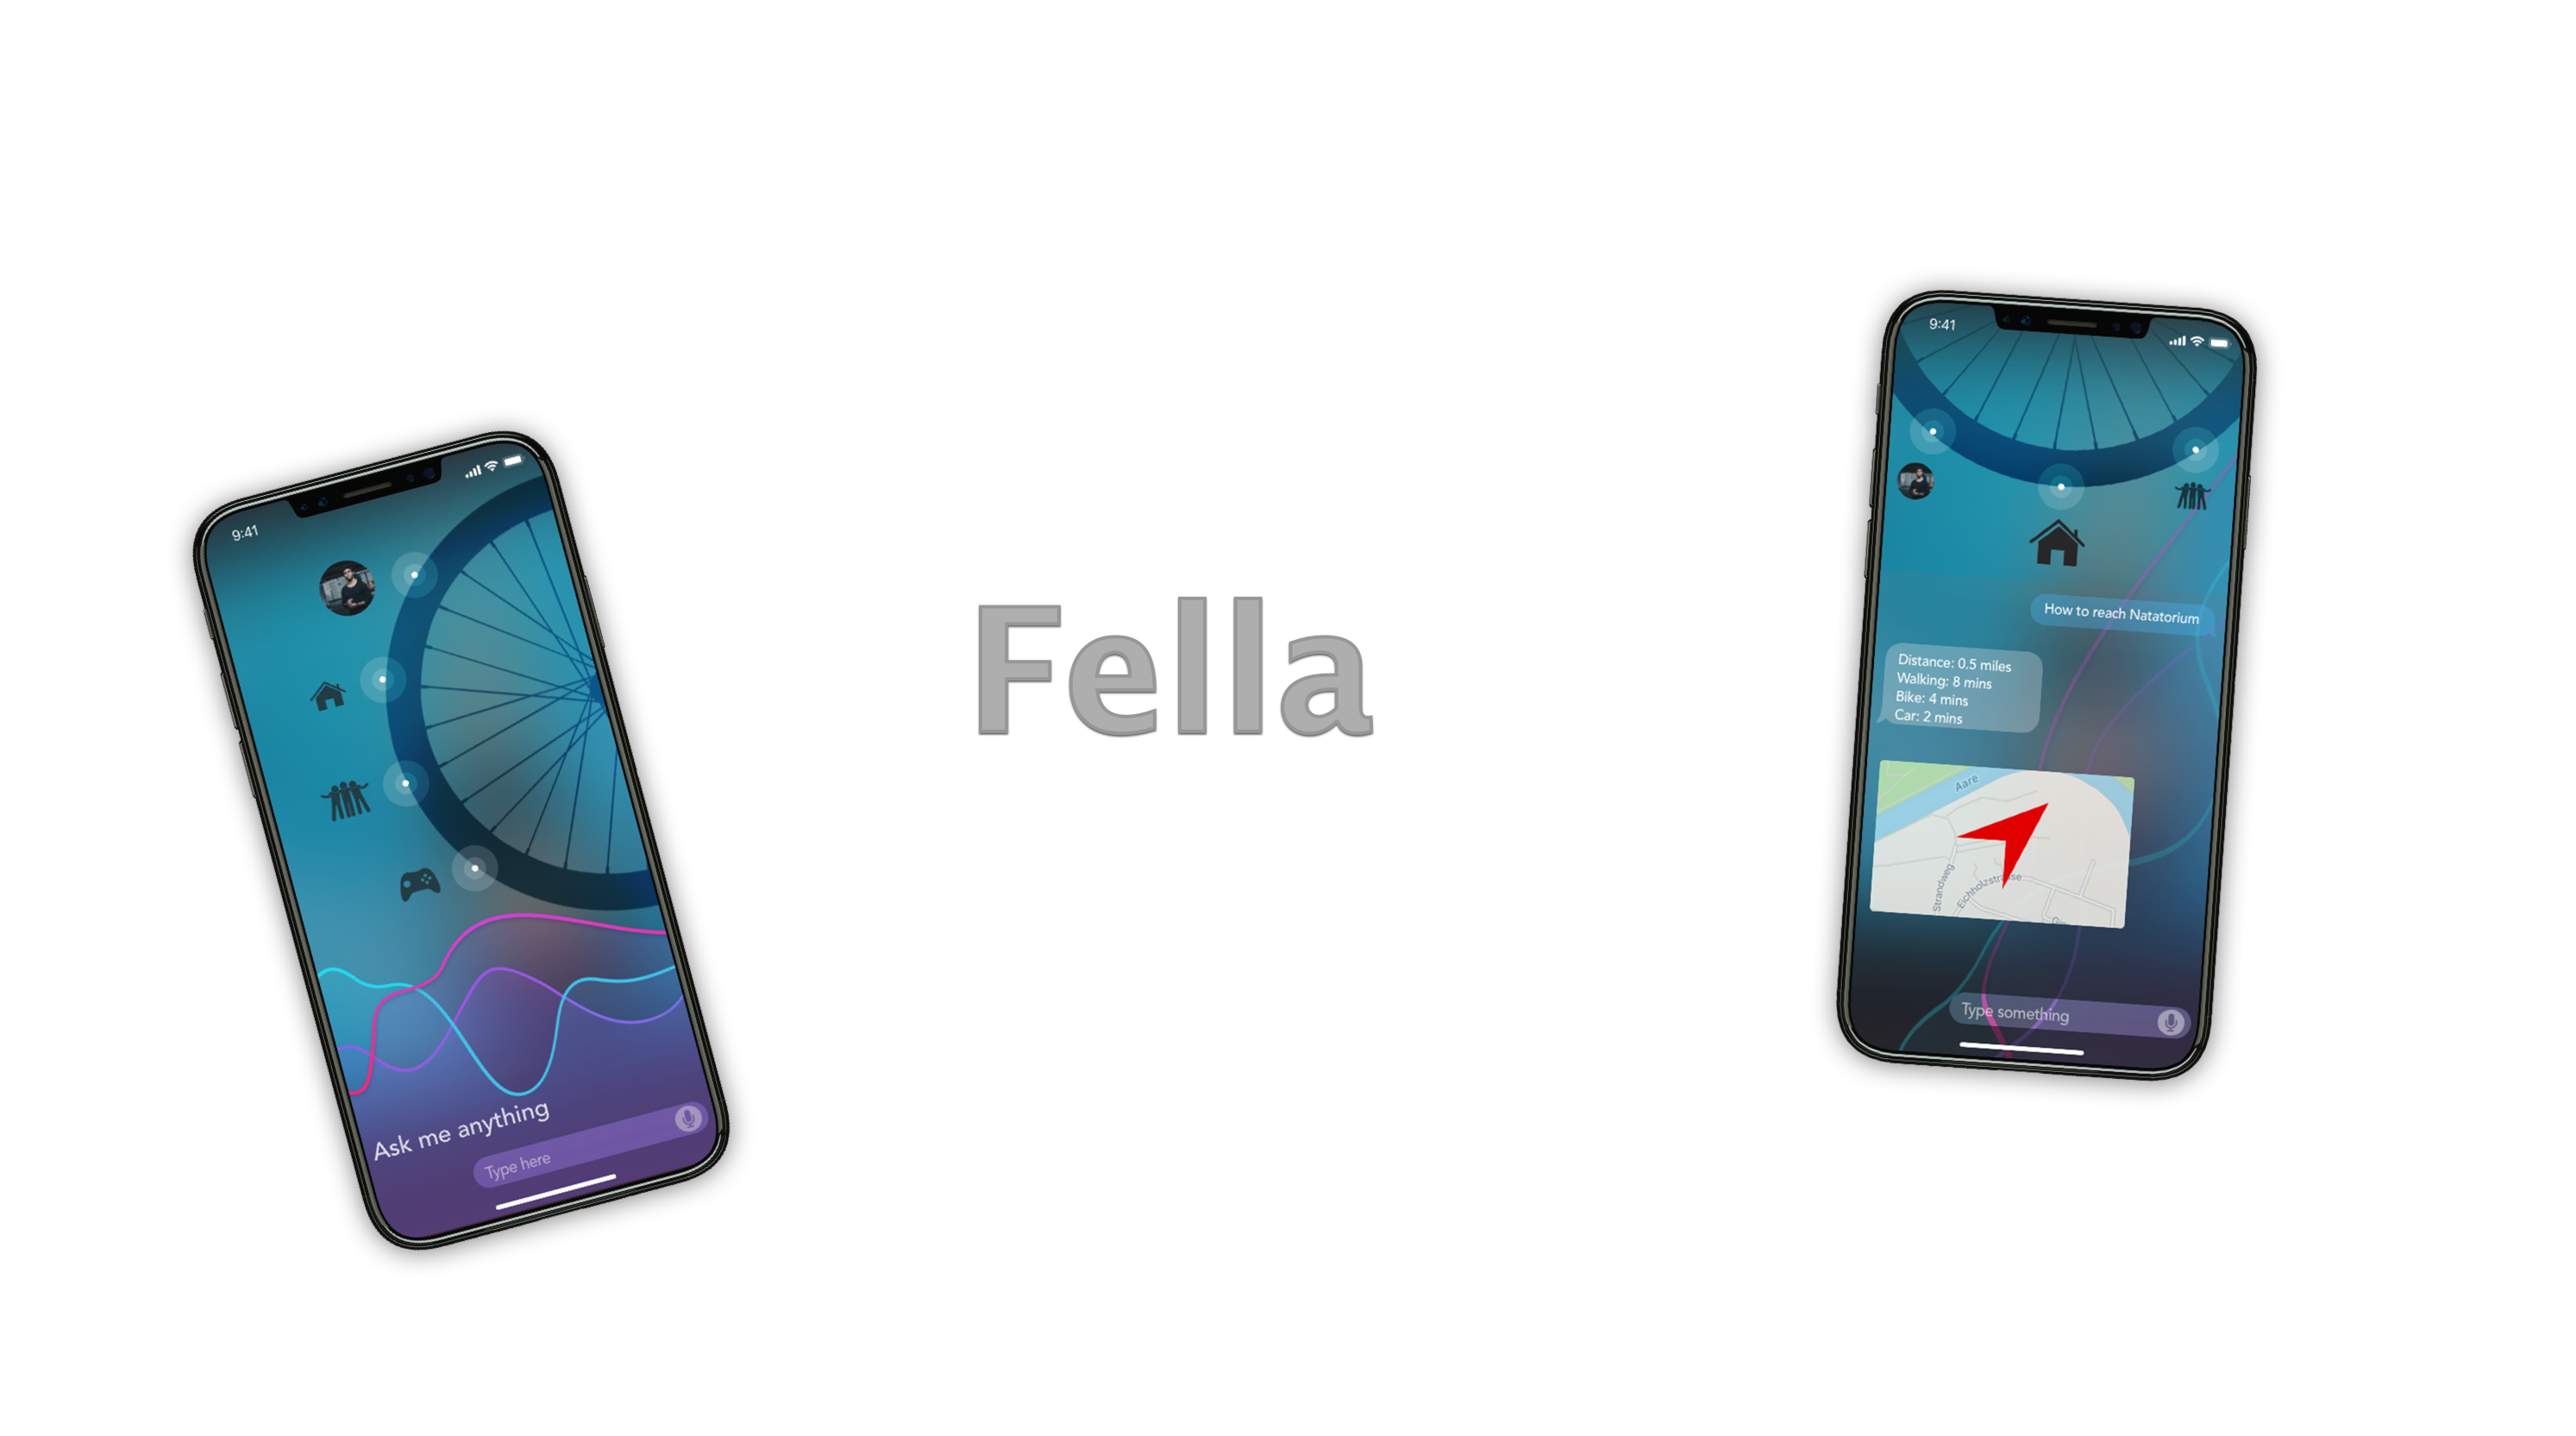 9:41
Ask me anything
Type here
Fella
9:41
How to reach Natatorium
Distance: 0.5 miles
Walking: 8 mins
Bike: 4 mins
Car: 2 mins
Aare
Strandweg
Eichholzstrasse
Type something